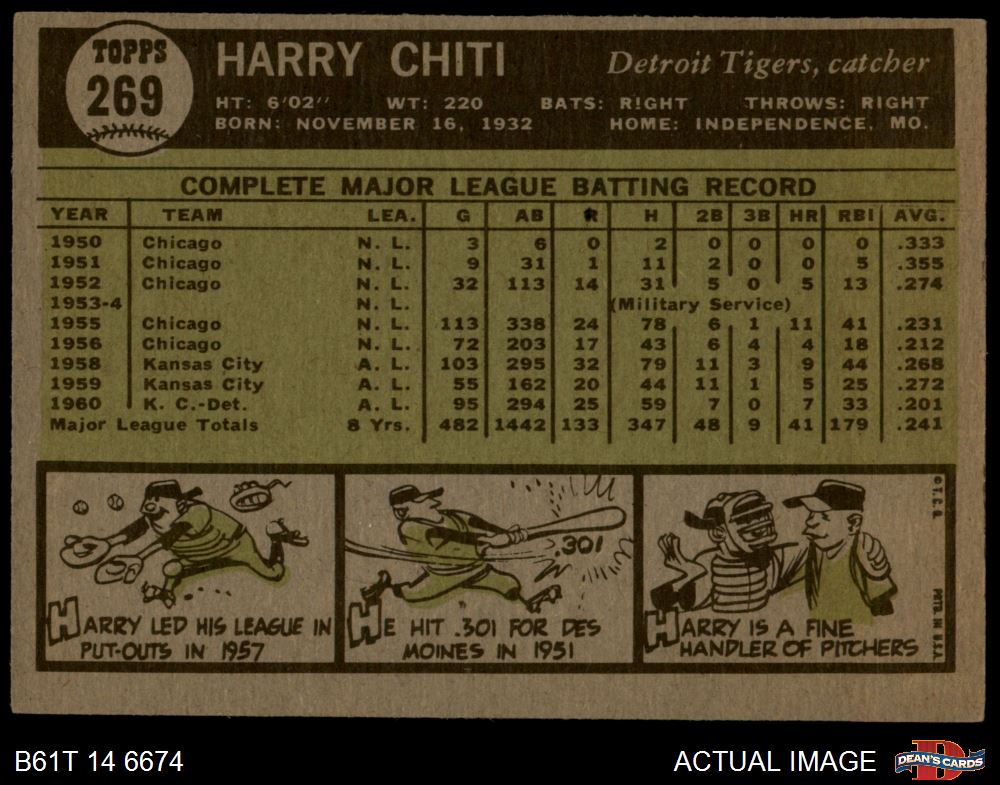 TOPPS
269
HARRY CHITI
Detroit Tigers, catcher
HT: 6'02" WT: 220 BATS: RIGHT THROWS: RIGHT
BORN: NOVEMBER 16, 1932 HOME: INDEPENDENCE, MO.
COMPLETE MAJOR LEAGUE BATTING RECORD
YEAR TEAM LEA. G AB R H 2B 3B HR RBI AVG.
1950 Chicago N. L. 3 6 0 2 0 0 0 0 .333
1951 Chicago N. L. 9 31 1 11 2 0 0 5 .355
1952 Chicago N. L. 32 113 14 31 5 0 5 13 .274
1953-4 N. L. (Military Service)
1955 Chicago N. L. 113 338 24 78 6 1 11 41 .231
1956 Chicago N. L. 72 203 17 43 6 4 4 18 .212
1958 Kansas City A. L. 103 295 32 79 11 3 9 44 .268
1959 Kansas City A. L. 55 162 20 44 11 1 5 25 .272
1960 K. C.-Det. A. L. 95 294 25 59 7 0 7 33 .201
Major League Totals 8 Yrs. 482 1442 133 347 48 9 41 179 .241
HARRY LED HIS LEAGUE IN
PUT-OUTS IN 1957
.301
HE HIT .301 FOR DES
MOINES IN 1951
HARRY IS A FINE
HANDLER OF PITCHERS
©T.C.G.
PRTD. IN U.S.A.
B61T 14 6674
ACTUAL IMAGE
D
DEAN'S CARDS